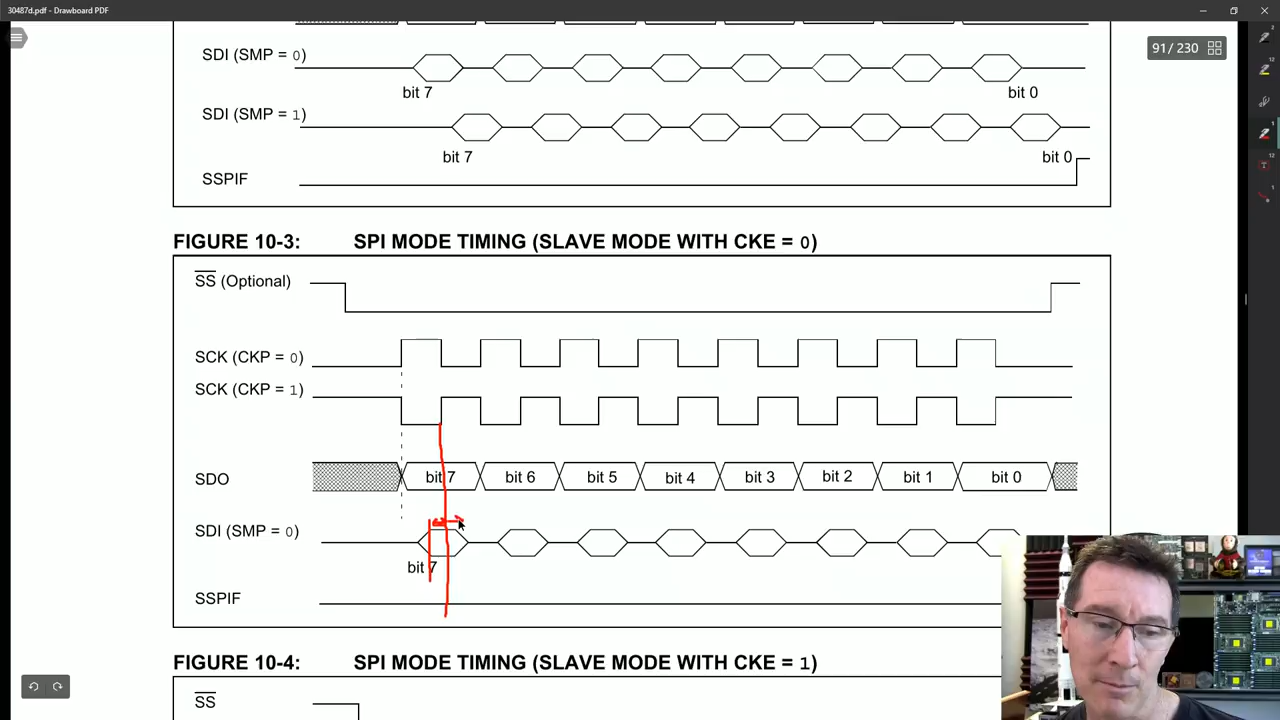 30487d.pdf - Drawboard PDF
91 / 230
SDI (SMP = 0)
bit 7
bit 0
SDI (SMP = 1)
bit 7
bit 0
SSPIF
FIGURE 10-3: SPI MODE TIMING (SLAVE MODE WITH CKE = 0)
SS (Optional)
SCK (CKP = 0)
SCK (CKP = 1)
SDO bit 7 bit 6 bit 5 bit 4 bit 3 bit 2 bit 1 bit 0
SDI (SMP = 0)
bit 7
SSPIF
FIGURE 10-4: SPI MODE TIMING (SLAVE MODE WITH CKE = 1)
SS